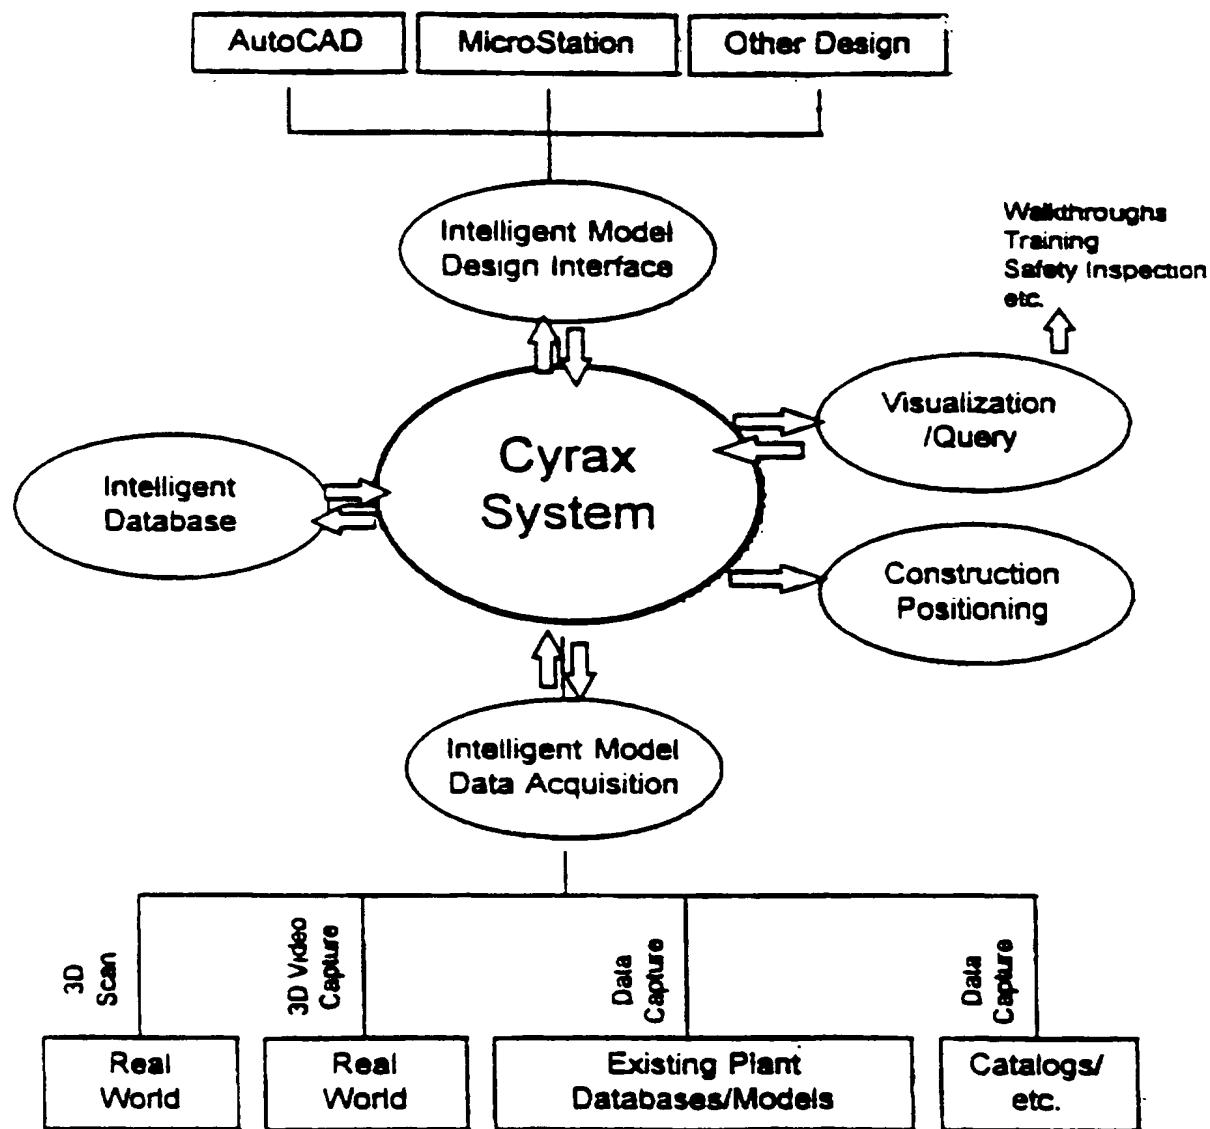 AutoCAD
MicroStation
Other Design
Intelligent Model
Design Interface
Walkthroughs
Training
Safety Inspection
etc.
Visualization
/Query
Cyrax
System
Intelligent
Database
Construction
Positioning
Intelligent Model
Data Acquisition
3D
Scan
3D Video
Capture
Data
Capture
Data
Capture
Real
World
Real
World
Existing Plant
Databases/Models
Catalogs/
etc.